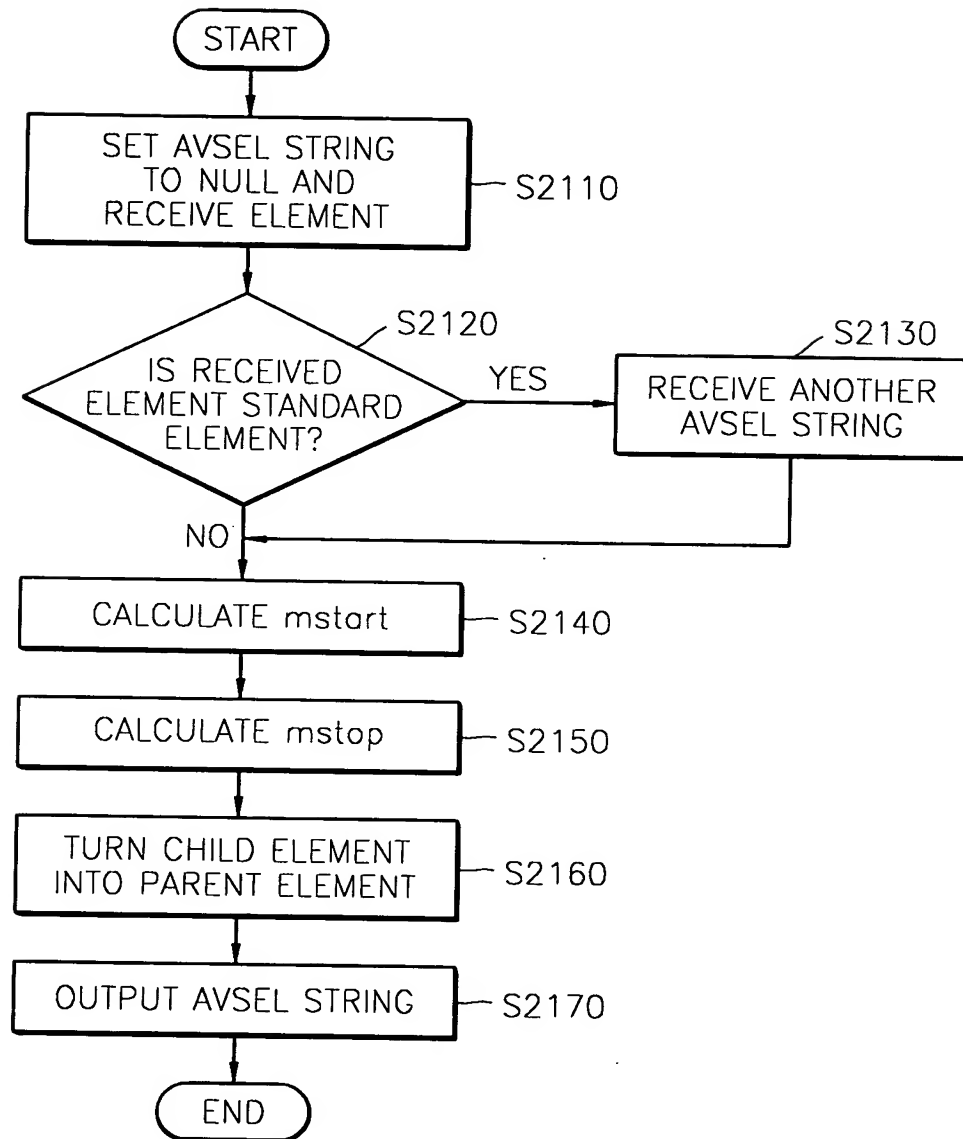 START
SET AVSEL STRING
TO NULL AND
RECEIVE ELEMENT
S2110
S2120
IS RECEIVED
ELEMENT STANDARD
ELEMENT?
YES
S2130
RECEIVE ANOTHER
AVSEL STRING
NO
CALCULATE mstart
S2140
CALCULATE mstop
S2150
TURN CHILD ELEMENT
INTO PARENT ELEMENT
S2160
OUTPUT AVSEL STRING
S2170
END